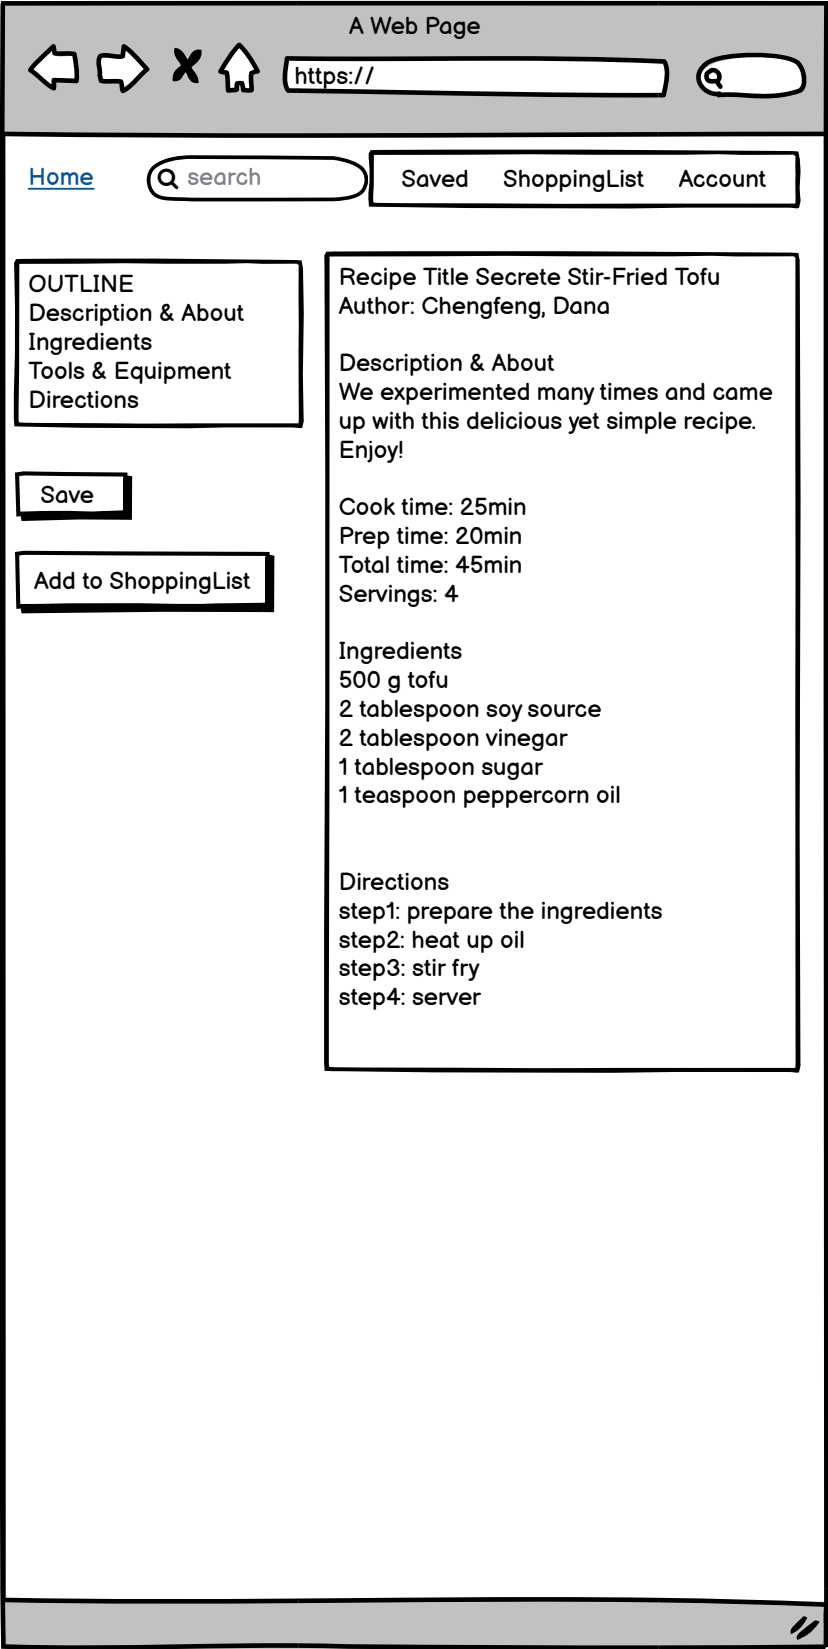 A Web Page
https://
Home
search
Saved ShoppingList Account
OUTLINE
Description & About
Ingredients
Tools & Equipment
Directions
Save
Add to ShoppingList
Recipe Title Secrete Stir-Fried Tofu
Author: Chengfeng, Dana
Description & About
We experimented many times and came
up with this delicious yet simple recipe.
Enjoy!
Cook time: 25min
Prep time: 20min
Total time: 45min
Servings: 4
Ingredients
500 g tofu
2 tablespoon soy source
2 tablespoon vinegar
1 tablespoon sugar
1 teaspoon peppercorn oil
Directions
step1: prepare the ingredients
step2: heat up oil
step3: stir fry
step4: server